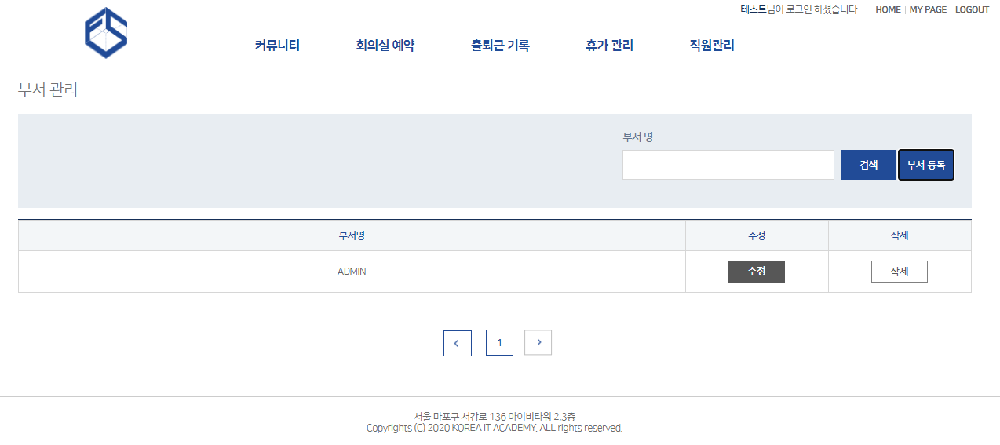 테스트님이 로그인 하셨습니다. HOME | MY PAGE | LOGOUT
커뮤니티 회의실 예약 출퇴근 기록 휴가 관리 직원관리
부서 관리
부서 명
검색 부서 등록
부서명 수정 삭제
ADMIN 수정 삭제
< 1 >
서울 마포구 서강로 136 아이비타워 2,3층
Copyrights (C) 2020 KOREA IT ACADEMY, ALL rights reserved.